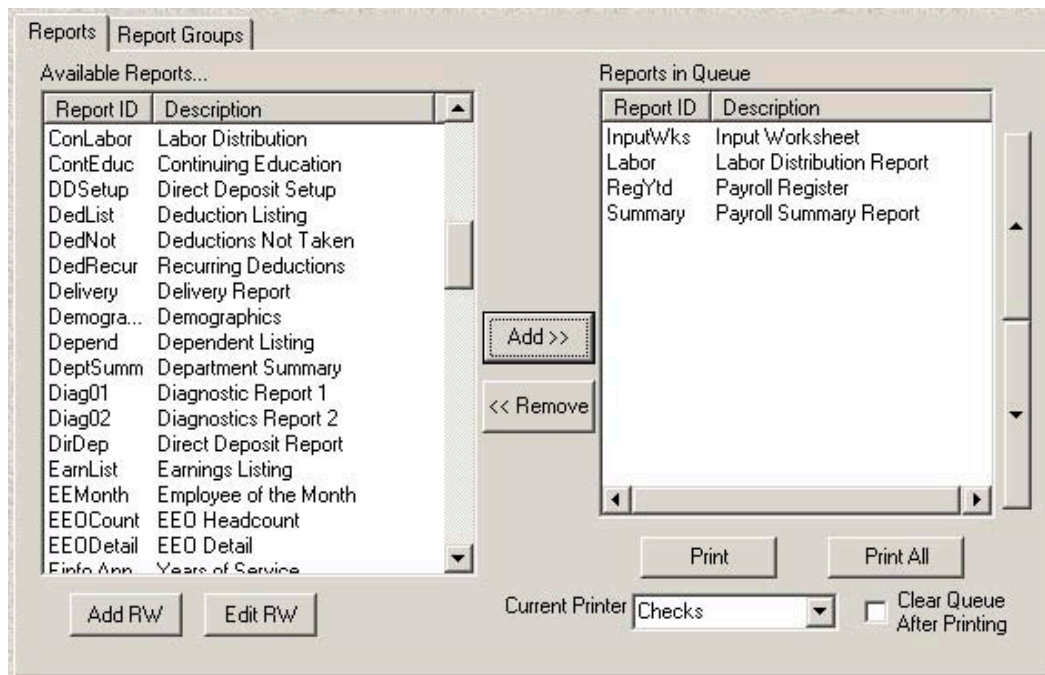 Reports Report Groups
Available Reports...
Report ID Description
ConLabor Labor Distribution
ContEduc Continuing Education
DDSetup Direct Deposit Setup
DedList Deduction Listing
DedNot Deductions Not Taken
DedRecur Recurring Deductions
Delivery Delivery Report
Demogra... Demographics
Depend Dependent Listing
DeptSumm Department Summary
Diag01 Diagnostic Report 1
Diag02 Diagnostics Report 2
DirDep Direct Deposit Report
EarnList Earnings Listing
EEMonth Employee of the Month
EEOCount EEO Headcount
EEODetail EEO Detail
Einfo Ann Years of Service
Add RW Edit RW
Add >>
<< Remove
Reports in Queue
Report ID Description
InputWks Input Worksheet
Labor Labor Distribution Report
RegYtd Payroll Register
Summary Payroll Summary Report
Print Print All
Current Printer Checks
Clear Queue
After Printing